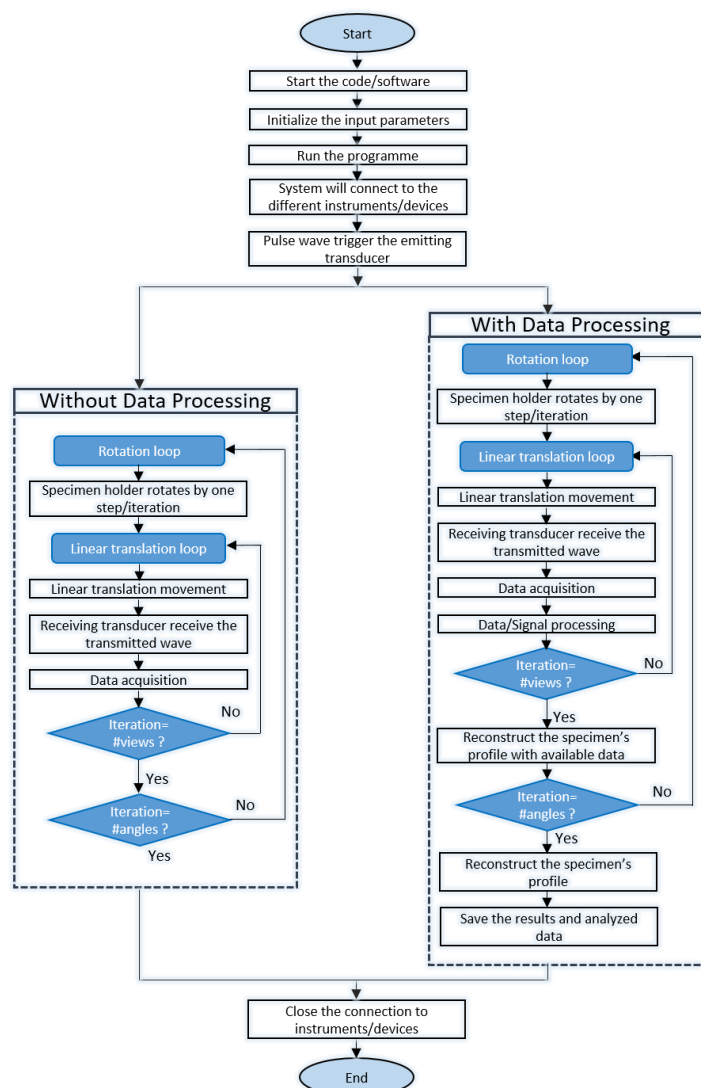 Start
Start the code/software
Initialize the input parameters
Run the programme
System will connect to the
different instruments/devices
Pulse wave trigger the emitting
transducer
Without Data Processing
Rotation loop
Specimen holder rotates by one
step/iteration
Linear translation loop
Linear translation movement
Receiving transducer receive the
transmitted wave
Data acquisition
Iteration=
#views ?
No
Yes
Iteration=
#angles ?
No
Yes
With Data Processing
Rotation loop
Specimen holder rotates by one
step/iteration
Linear translation loop
Linear translation movement
Receiving transducer receive the
transmitted wave
Data acquisition
Data/Signal processing
Iteration=
#views ?
No
Yes
Reconstruct the specimen's
profile with available data
Iteration=
#angles ?
No
Yes
Reconstruct the specimen's
profile
Save the results and analyzed
data
Close the connection to
instruments/devices
End